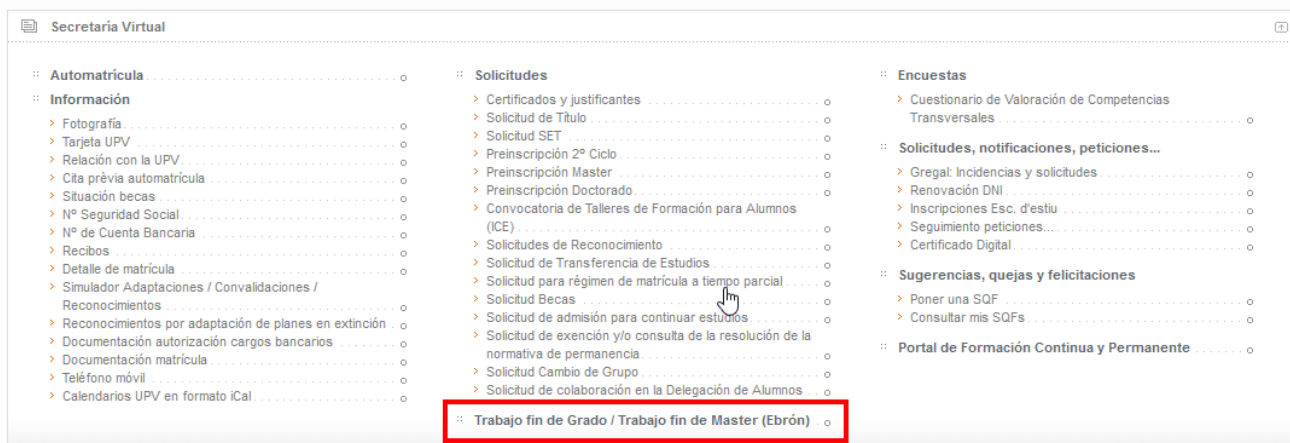 Secretaría Virtual
Automatrícula
Información
Fotografía
Tarjeta UPV
Relación con la UPV
Cita prèvia automatrícula
Situación becas
Nº Seguridad Social
Nº de Cuenta Bancaria
Recibos
Detalle de matrícula
Simulador Adaptaciones / Convalidaciones /
Reconocimientos
Reconocimientos por adaptación de planes en extinción
Documentación autorización cargos bancarios
Documentación matrícula
Teléfono móvil
Calendarios UPV en formato iCal
Solicitudes
Certificados y justificantes
Solicitud de Título
Solicitud SET
Preinscripción 2º Ciclo
Preinscripción Master
Preinscripción Doctorado
Convocatoria de Talleres de Formación para Alumnos
(ICE)
Solicitudes de Reconocimiento
Solicitud de Transferencia de Estudios
Solicitud para régimen de matrícula a tiempo parcial
Solicitud Becas
Solicitud de admisión para continuar estudios
Solicitud de exención y/o consulta de la resolución de la
normativa de permanencia
Solicitud Cambio de Grupo
Solicitud de colaboración en la Delegación de Alumnos
Trabajo fin de Grado / Trabajo fin de Master (Ebrón)
Encuestas
Cuestionario de Valoración de Competencias
Transversales
Solicitudes, notificaciones, peticiones...
Gregal: Incidencias y solicitudes
Renovación DNI
Inscripciones Esc. d'estiu
Seguimiento peticiones...
Certificado Digital
Sugerencias, quejas y felicitaciones
Poner una SQF
Consultar mis SQFs
Portal de Formación Continua y Permanente